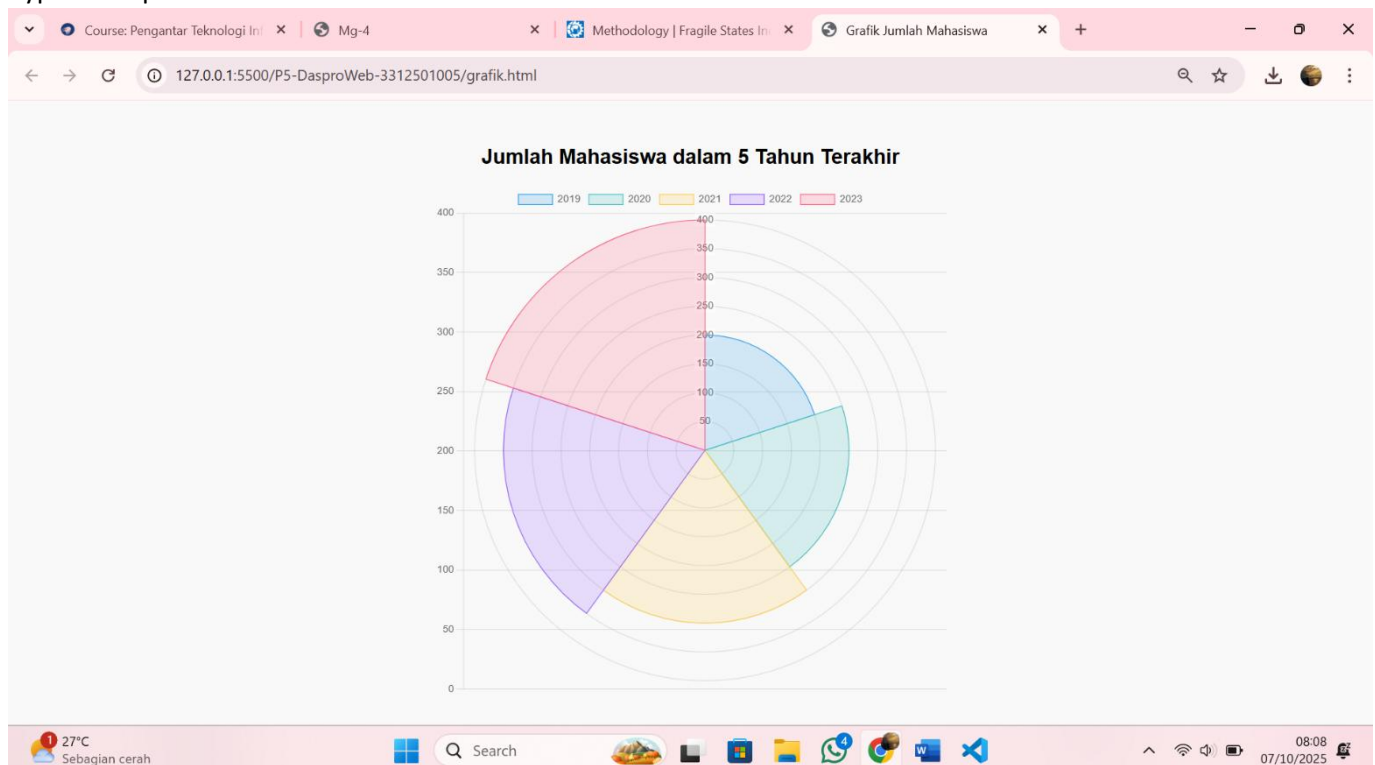 Course: Pengantar Teknologi In
Mg-4
Methodology | Fragile States In
Grafik Jumlah Mahasiswa
127.0.0.1:5500/P5-DasproWeb-3312501005/grafik.html
Jumlah Mahasiswa dalam 5 Tahun Terakhir
2019 2020 2021 2022 2023
400
350
300
250
200
150
100
50
0
400
350
300
250
200
150
100
50
1
27°C
Sebagian cerah
Search
4
08:08
07/10/2025